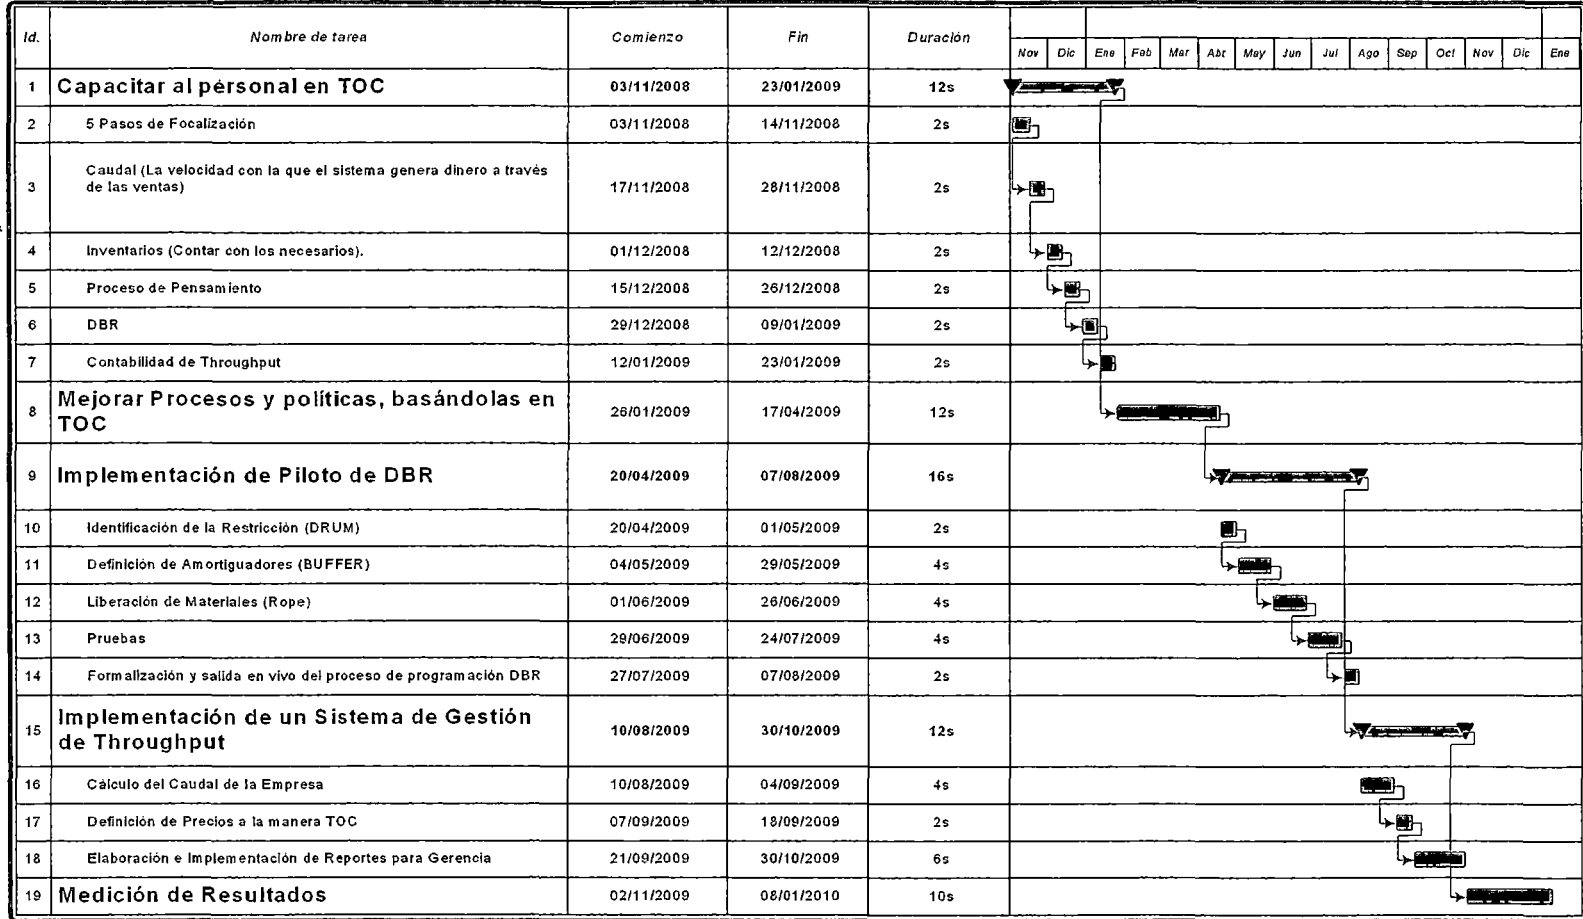 Id. Nombre de tarea Comienzo Fin Duración
Nov Dic Ene Feb Mar Abr May Jun Jul Ago Sep Oct Nov Dic Ene
1 Capacitar al personal en TOC 03/11/2008 23/01/2009 12s
2 5 Pasos de Focalización 03/11/2008 14/11/2008 2s
3 Caudal (La velocidad con la que el sistema genera dinero a través
de las ventas) 17/11/2008 28/11/2008 2s
4 Inventarios (Contar con los necesarios). 01/12/2008 12/12/2008 2s
5 Proceso de Pensamiento 15/12/2008 26/12/2008 2s
6 DBR 29/12/2008 09/01/2009 2s
7 Contabilidad de Throughput 12/01/2009 23/01/2009 2s
8 Mejorar Procesos y políticas, basándolas en
TOC 26/01/2009 17/04/2009 12s
9 Implementación de Piloto de DBR 20/04/2009 07/08/2009 16s
10 Identificación de la Restricción (DRUM) 20/04/2009 01/05/2009 2s
11 Definición de Amortiguadores (BUFFER) 04/05/2009 29/05/2009 4s
12 Liberación de Materiales (Rope) 01/06/2009 26/06/2009 4s
13 Pruebas 29/06/2009 24/07/2009 4s
14 Formalización y salida en vivo del proceso de programación DBR 27/07/2009 07/08/2009 2s
15 Implementación de un Sistema de Gestión
de Throughput 10/08/2009 30/10/2009 12s
16 Cálculo del Caudal de la Empresa 10/08/2009 04/09/2009 4s
17 Definición de Precios a la manera TOC 07/09/2009 18/09/2009 2s
18 Elaboración e Implementación de Reportes para Gerencia 21/09/2009 30/10/2009 6s
19 Medición de Resultados 02/11/2009 08/01/2010 10s